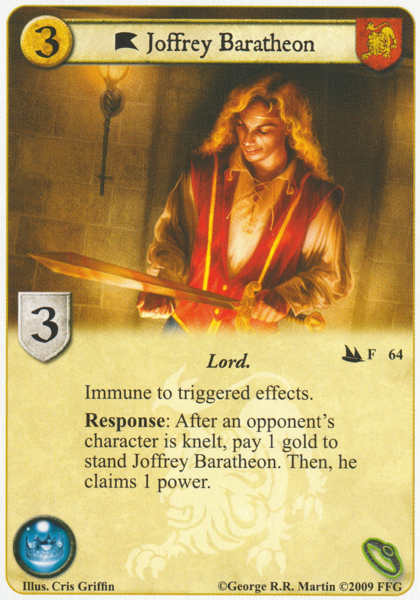 3 Joffrey Baratheon
3
Lord.
F 64
Immune to triggered effects.
Response: After an opponent's
character is knelt, pay 1 gold to
stand Joffrey Baratheon. Then, he
claims 1 power.
Illus. Cris Griffin ©George R.R. Martin ©2009 FFG